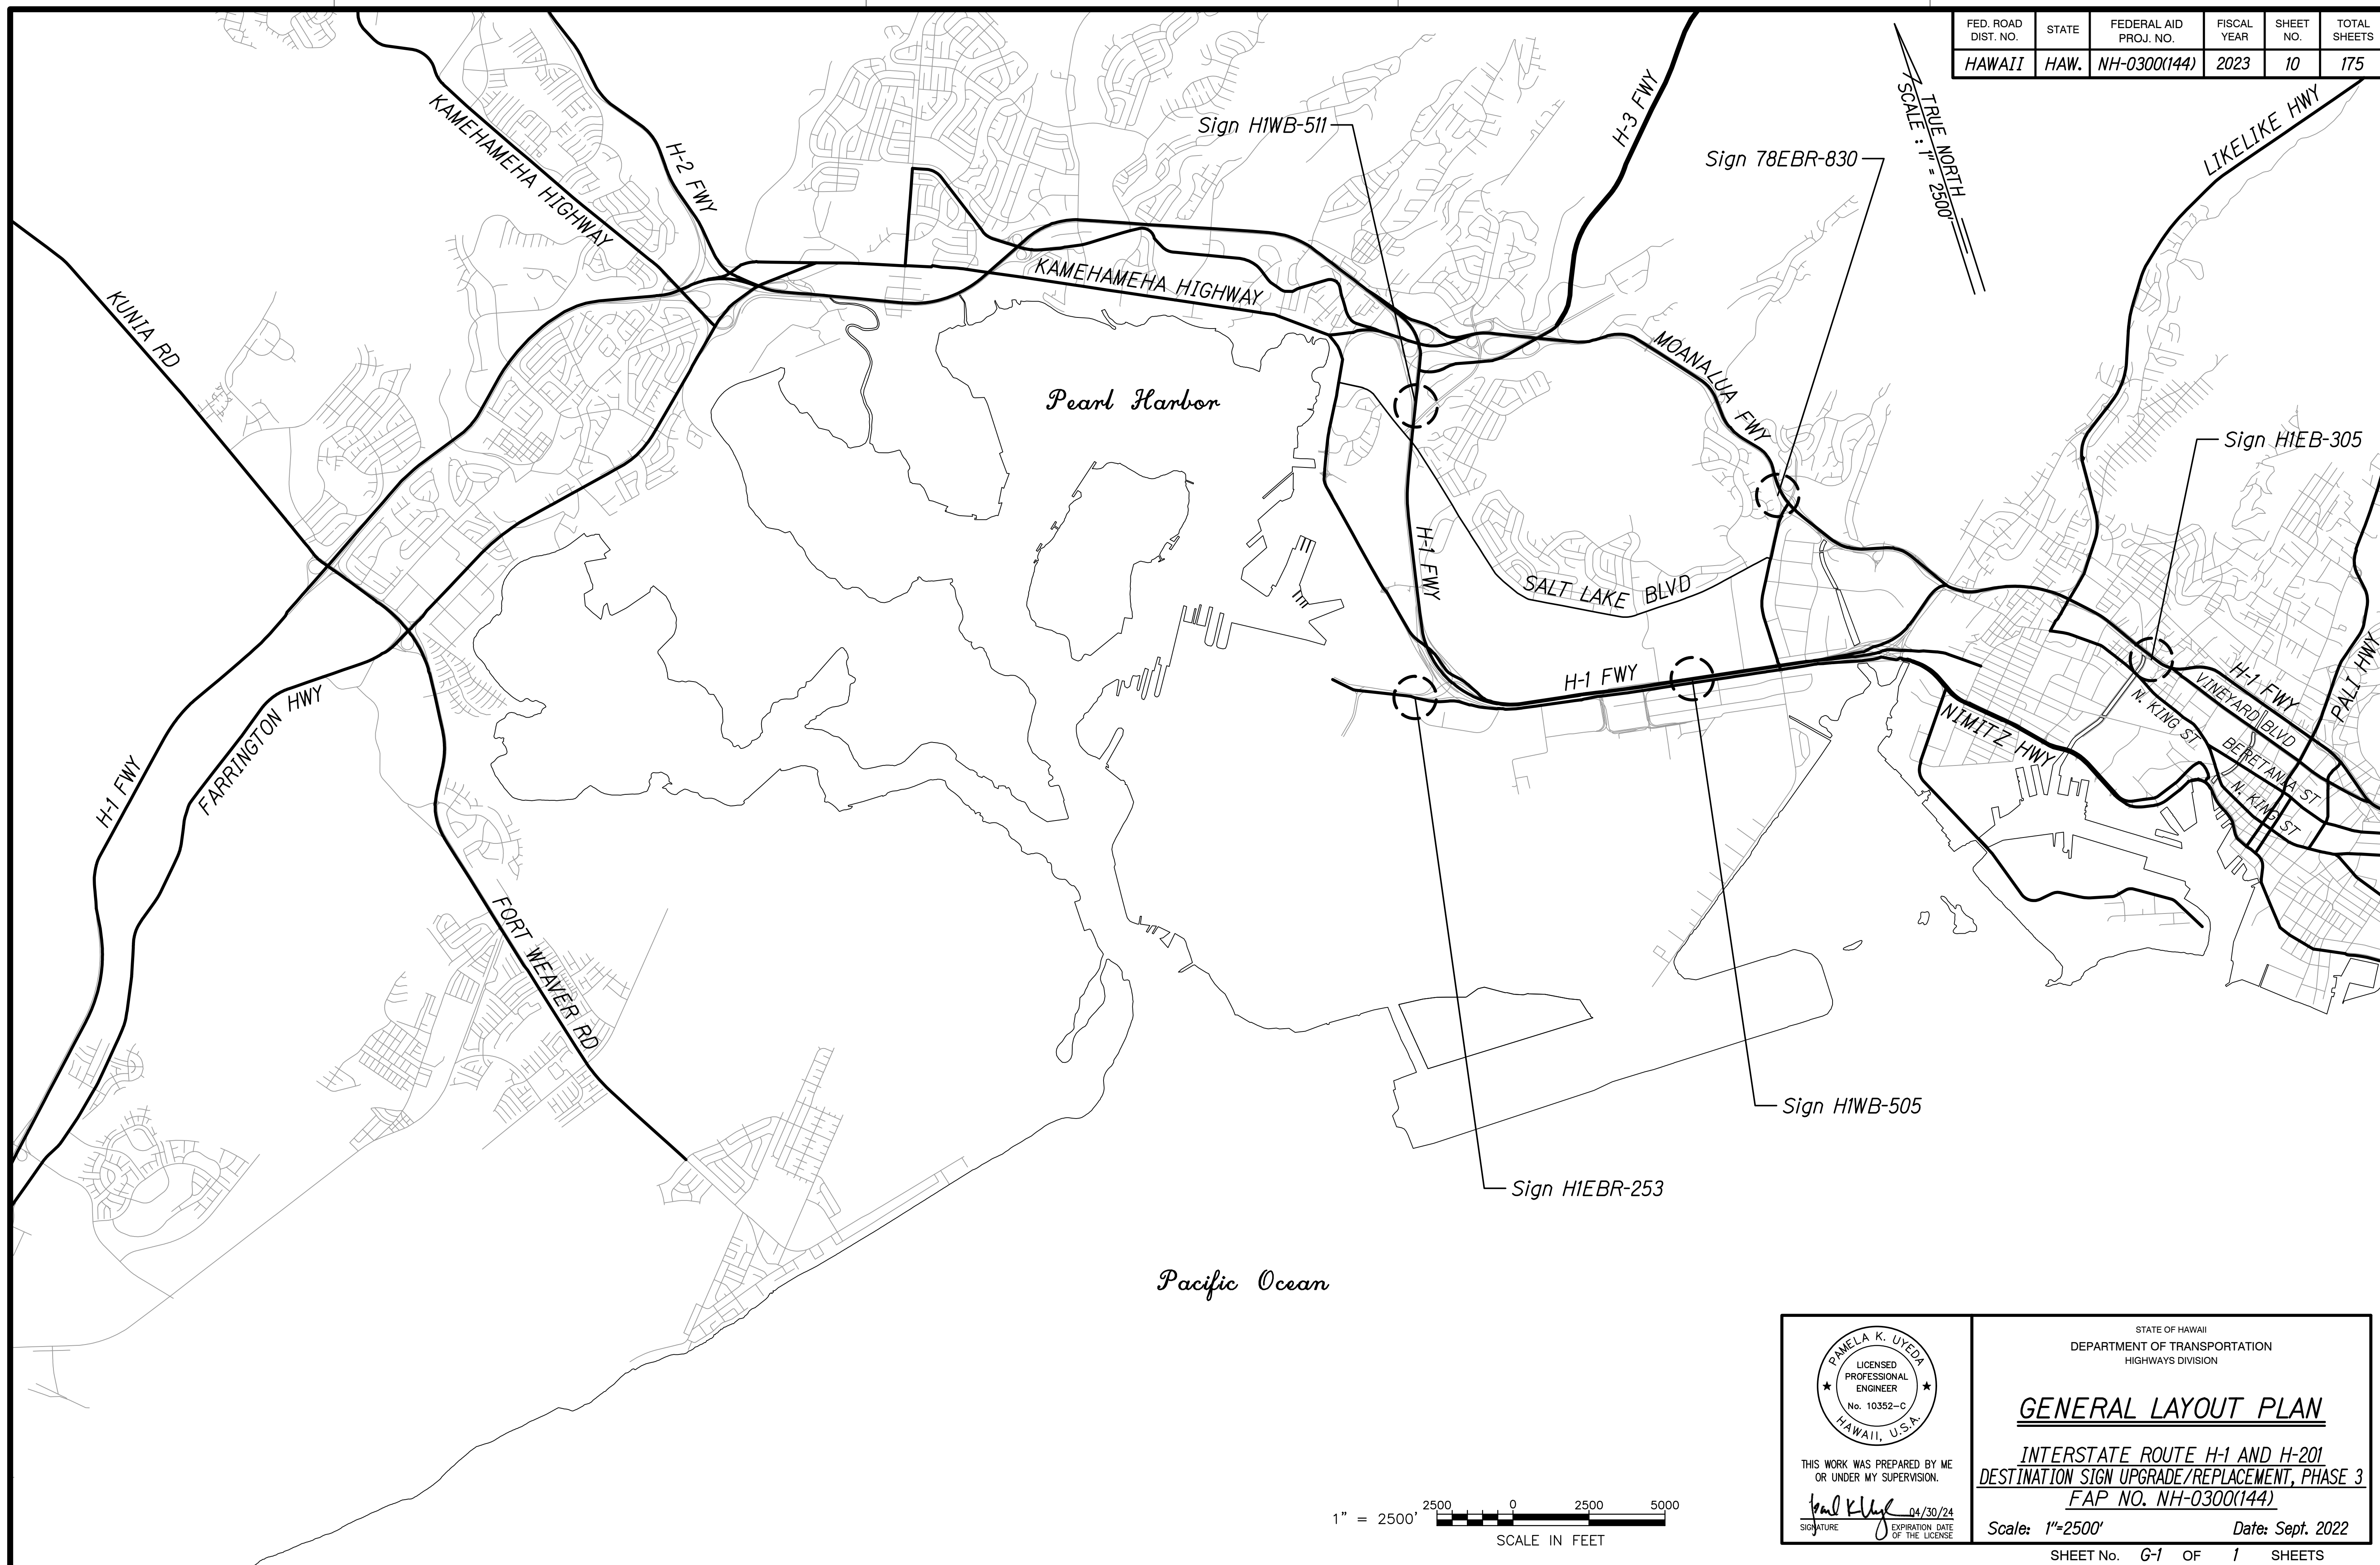 FED. ROAD DIST. NO.
STATE
FEDERAL AID PROJ. NO.
FISCAL YEAR
SHEET NO.
TOTAL SHEETS
HAWAII
HAW.
NH-0300(144)
2023
10
175
TRUE NORTH
SCALE : 1" = 2500'
KAMEHAMEHA HIGHWAY
H-2 FWY
Sign H1WB-511
H-3 FWY
Sign 78EBR-830
LIKELIKE HWY
KUNIA RD
KAMEHAMEHA HIGHWAY
MOANALUA FWY
Pearl Harbor
Sign H1EB-305
H-1 FWY
SALT LAKE BLVD
H-1 FWY
H-1 FWY
VINEYARD BLVD
PALI HWY
N. KING ST
NIMITZ HWY
BERETANIA ST
N. KING ST
FARRINGTON HWY
H-1 FWY
FORT WEAVER RD
Sign H1WB-505
Sign H1EBR-253
Pacific Ocean
1" = 2500'
2500 0 2500 5000
SCALE IN FEET
PAMELA K. UYEDA
LICENSED
PROFESSIONAL
ENGINEER
No. 10352-C
HAWAII, U.S.A.
THIS WORK WAS PREPARED BY ME
OR UNDER MY SUPERVISION.
04/30/24
SIGNATURE
EXPIRATION DATE
OF THE LICENSE
STATE OF HAWAII
DEPARTMENT OF TRANSPORTATION
HIGHWAYS DIVISION
GENERAL LAYOUT PLAN
INTERSTATE ROUTE H-1 AND H-201
DESTINATION SIGN UPGRADE/REPLACEMENT, PHASE 3
FAP NO. NH-0300(144)
Scale: 1"=2500' Date: Sept. 2022
SHEET No. G-1 OF 1 SHEETS